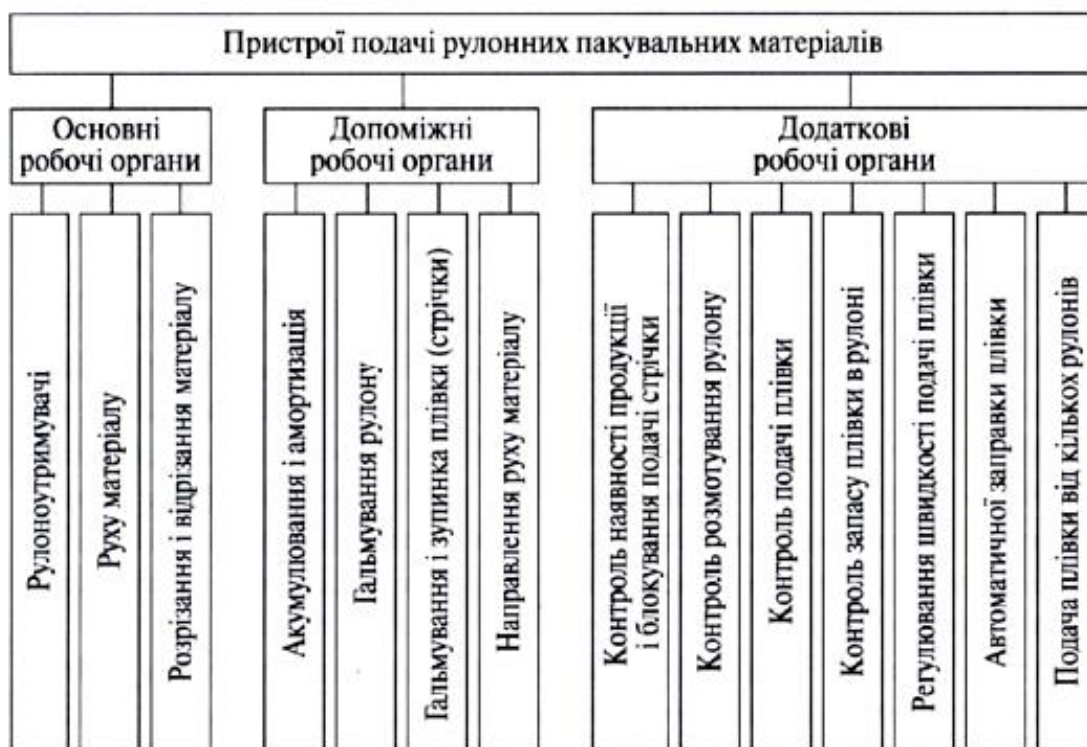 Пристрої подачі рулонних пакувальних матеріалів
Основні
робочі органи
Допоміжні
робочі органи
Додаткові
робочі органи
Рулоноутримувачі
Руху матеріалу
Розрізання і відрізання матеріалу
Акумулювання і амортизація
Гальмування рулону
Гальмування і зупинка плівки (стрічки)
Направлення руху матеріалу
Контроль наявності продукції
і блокування подачі стрічки
Контроль розмотування рулону
Контроль подачі плівки
Контроль запасу плівки в рулоні
Регулювання швидкості подачі плівки
Автоматичної заправки плівки
Подача плівки від кількох рулонів